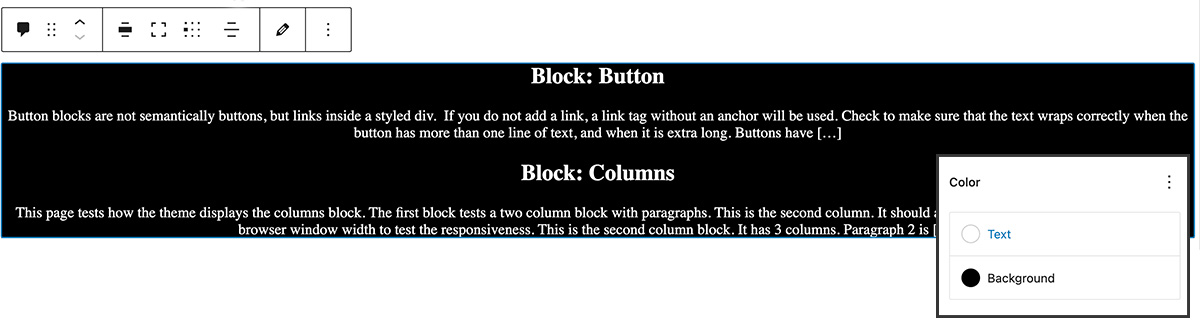 Block: Button
Button blocks are not semantically buttons, but links inside a styled div.  If you do not add a link, a link tag without an anchor will be used. Check to make sure that the text wraps correctly when the
button has more than one line of text, and when it is extra long. Buttons have […]
Block: Columns
This page tests how the theme displays the columns block. The first block tests a two column block with paragraphs. This is the second column. It should
browser window width to test the responsiveness. This is the second column block. It has 3 columns. Paragraph 2 is [
Color
Text
Background